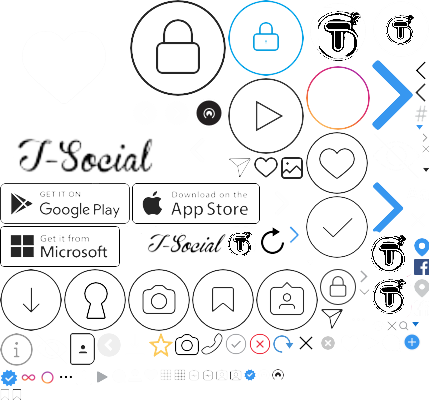 T-Social
GET IT ON
Google Play
Download on the
App Store
Get it from
Microsoft
T-Social